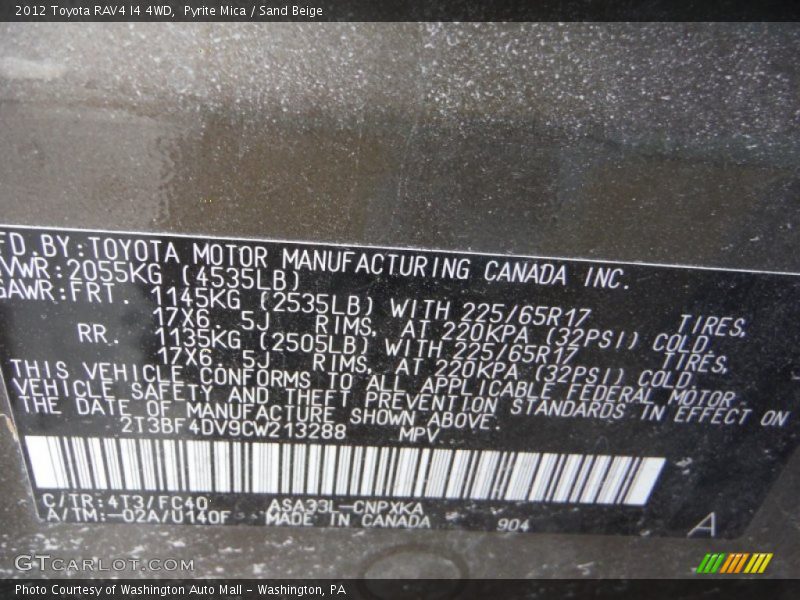 2012 Toyota RAV4 I4 4WD, Pyrite Mica / Sand Beige
FD.BY:TOYOTA MOTOR MANUFACTURING CANADA INC.
VWR:2055KG (4535LB)
GAWR:FRT. 1145KG (2535LB) WITH 225/65R17 TIRES,
17X6.5J RIMS, AT 220KPA (32PSI) COLD
RR. 1135KG (2505LB) WITH 225/65R17 TIRES,
17X6.5J RIMS, AT 220KPA (32PSI) COLD.
THIS VEHICLE CONFORMS TO ALL APPLICABLE FEDERAL MOTOR
VEHICLE SAFETY AND THEFT PREVENTION STANDARDS IN EFFECT ON
THE DATE OF MANUFACTURE SHOWN ABOVE.
2T3BF4DV9CW213288 MPV
C/TR:4T3/FC40 ASA33L-CNPXKA
A/TM:-02A/U140F MADE IN CANADA 904 A
GTCARLOT.COM
Photo Courtesy of Washington Auto Mall - Washington, PA